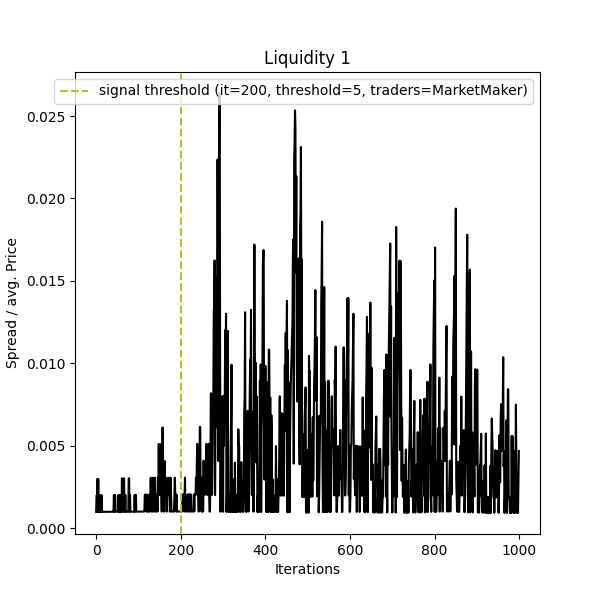 Liquidity 1
signal threshold (it=200, threshold=5, traders=MarketMaker)
0.025
0.020
0.015
0.010
0.005
0.000
Spread / avg. Price
0 200 400 600 800 1000
Iterations